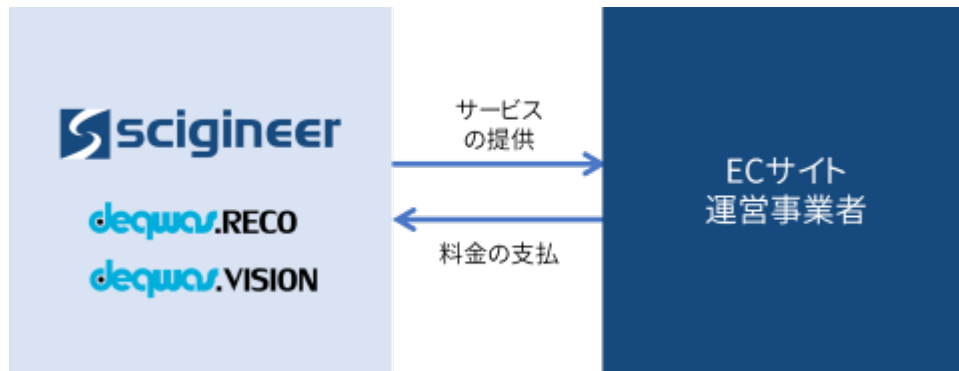 scigineer
deqwas.RECO
deqwas.VISION
サービス
の提供
料金の支払
ECサイト
運営事業者